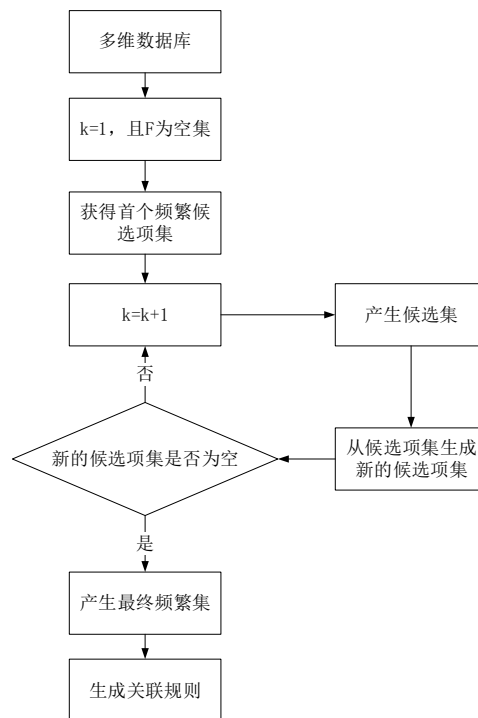 多维数据库
k=1，且F为空集
获得首个频繁候
选项集
k=k+1
产生候选集
从候选项集生成
新的候选项集
新的候选项集是否为空
否
是
产生最终频繁集
生成关联规则